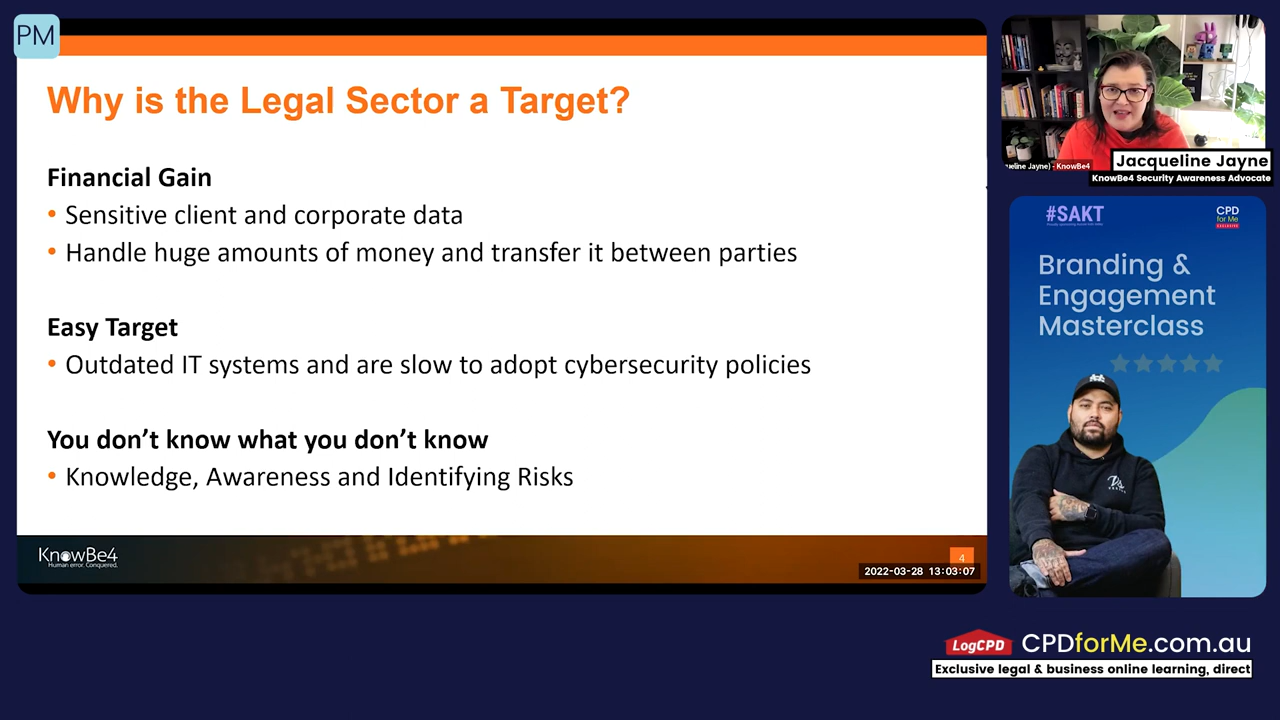 PM
Why is the Legal Sector a Target?
Financial Gain
• Sensitive client and corporate data
• Handle huge amounts of money and transfer it between parties
Easy Target
• Outdated IT systems and are slow to adopt cybersecurity policies
You don’t know what you don’t know
• Knowledge, Awareness and Identifying Risks
KnowBe4
Human error. Conquered.
4
2022-03-28 13:03:07
ueline Jayne) - KnowBe4
Jacqueline Jayne
KnowBe4 Security Awareness Advocate
#SAKT
CPD
for Me
EXCLUSIVE
Branding &
Engagement
Masterclass
LogCPD
CPDforMe.com.au
Exclusive legal & business online learning, direct